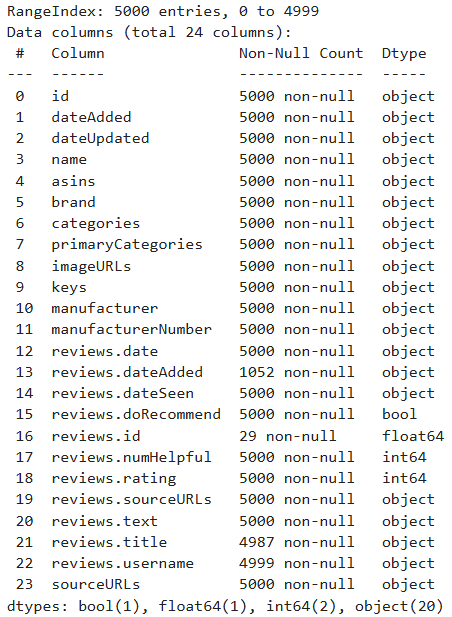 RangeIndex: 5000 entries, 0 to 4999
Data columns (total 24 columns):
 #   Column               Non-Null Count  Dtype
---  ------               --------------  -----
 0   id                   5000 non-null   object
 1   dateAdded            5000 non-null   object
 2   dateUpdated          5000 non-null   object
 3   name                 5000 non-null   object
 4   asins                5000 non-null   object
 5   brand                5000 non-null   object
 6   categories           5000 non-null   object
 7   primaryCategories    5000 non-null   object
 8   imageURLs            5000 non-null   object
 9   keys                 5000 non-null   object
 10  manufacturer         5000 non-null   object
 11  manufacturerNumber   5000 non-null   object
 12  reviews.date         5000 non-null   object
 13  reviews.dateAdded    1052 non-null   object
 14  reviews.dateSeen     5000 non-null   object
 15  reviews.doRecommend  5000 non-null   bool
 16  reviews.id           29 non-null     float64
 17  reviews.numHelpful   5000 non-null   int64
 18  reviews.rating       5000 non-null   int64
 19  reviews.sourceURLs   5000 non-null   object
 20  reviews.text         5000 non-null   object
 21  reviews.title        4987 non-null   object
 22  reviews.username     4999 non-null   object
 23  sourceURLs           5000 non-null   object
dtypes: bool(1), float64(1), int64(2), object(20)